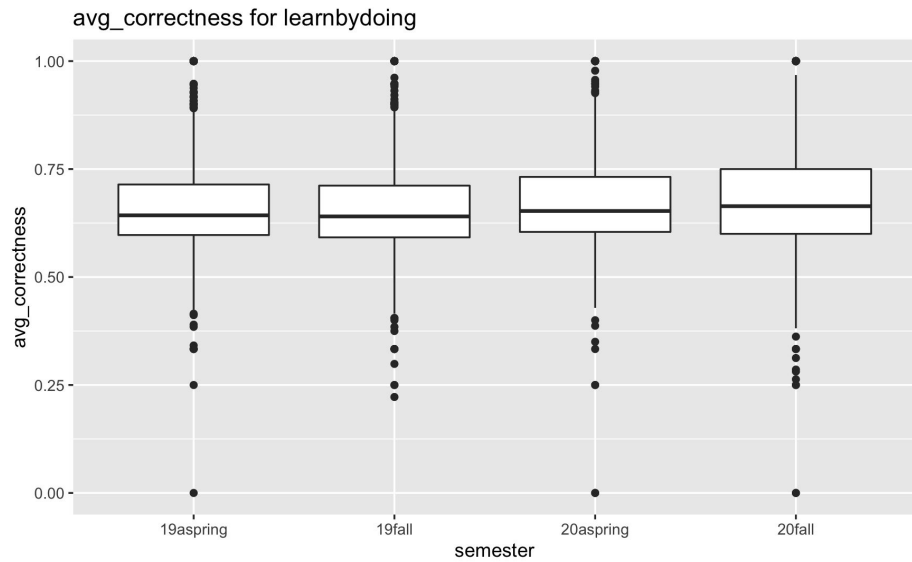 avg_correctness for learnbydoing
1.00
0.75
0.50
0.25
0.00
avg_correctness
19aspring
19fall
20aspring
20fall
semester